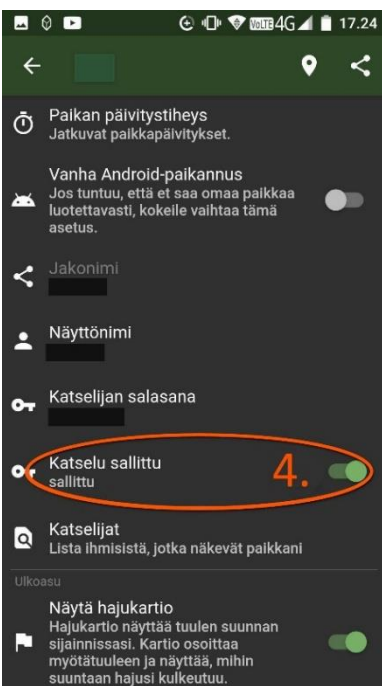 VoLTE 4G 17.24
Paikan päivitystiheys
Jatkuvat paikkapäivitykset.
Vanha Android-paikannus
Jos tuntuu, että et saa omaa paikkaa
luotettavasti, kokeile vaihtaa tämä
asetus.
Jakonimi
Näyttönimi
Katselijan salasana
Katselu sallittu
sallittu
4.
Katselijat
Lista ihmisistä, jotka näkevät paikkani
Ulkoasu
Näytä hajukartio
Hajukartio näyttää tuulen suunnan
sijainnissasi. Kartio osoittaa
myötätuuleen ja näyttää, mihin
suuntaan hajusi kulkeutuu.